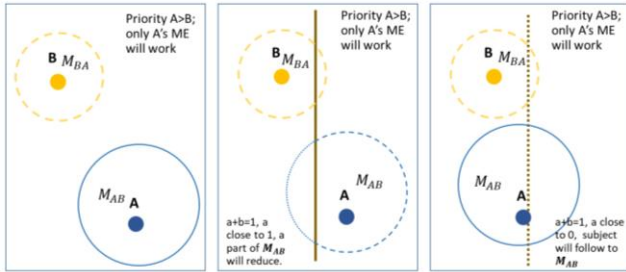 Priority A>B;
only A's ME
will work
B M_BA
M_AB A
Priority A>B;
only A's ME
will work
B M_BA
M_AB
A
a+b=1, a
close to 1, a
part of M_AB
will reduce.
Priority A>B;
only A's ME
will work
B M_BA
M_AB A
a+b=1, a close
to 0, subject
will follow to
M_AB